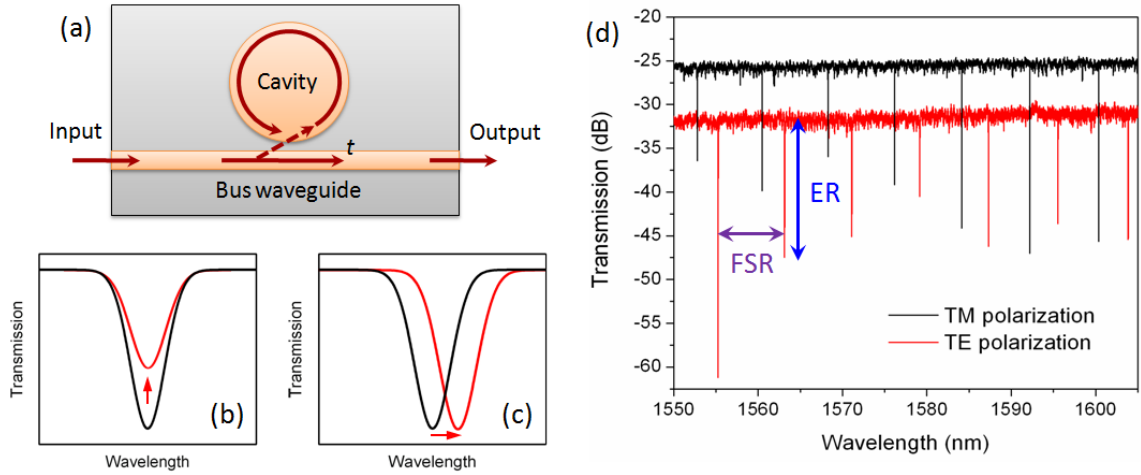 (a)
Cavity
Input
t
Output
Bus waveguide
Transmission
(b)
Wavelength
Transmission
(c)
Wavelength
(d)
-20
-25
-30
-35
-40
-45
-50
-55
-60
Transmission (dB)
ER
FSR
TM polarization
TE polarization
1550 1560 1570 1580 1590 1600
Wavelength (nm)